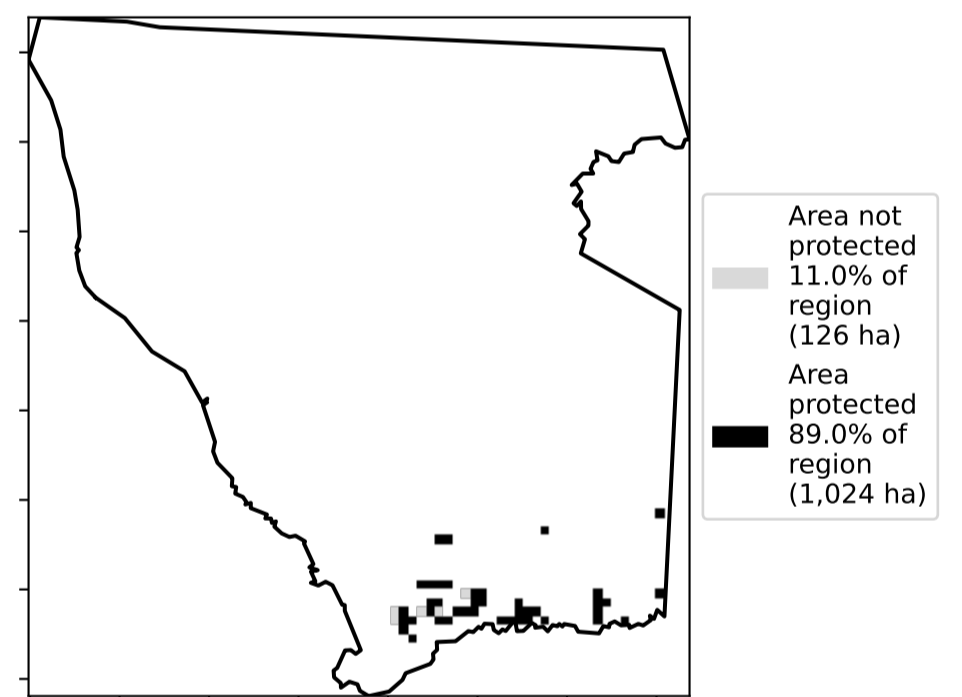 Area not
protected
11.0% of
region
(126 ha)
Area
protected
89.0% of
region
(1,024 ha)